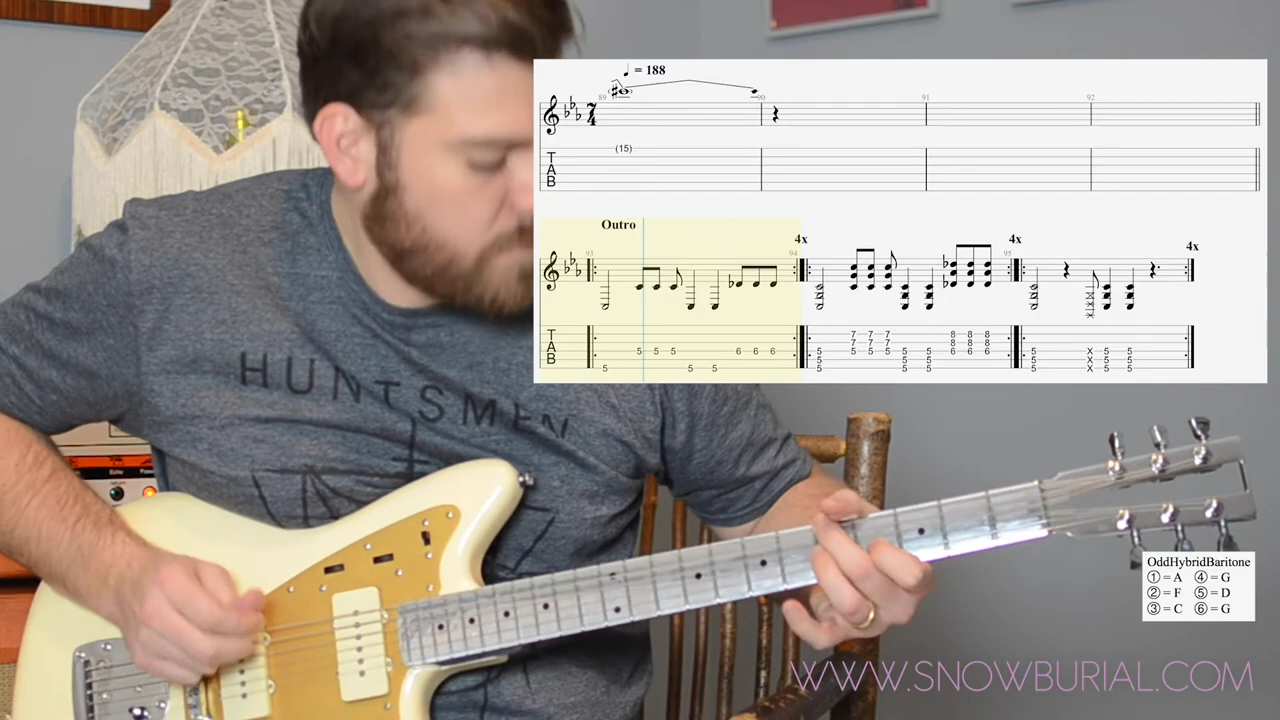 ♩ = 188
89 90 91 92
(15)
T
A
B
Outro
4x 4x 4x
93 94 95
7 7 7 8 8 8
7 7 7 8 8 8
T
A
B
5 5 5 6 6 6 5 5 5 5 5 5 6 6 6 5 X 5 5
5 5 5 5 X 5 5
5 5 5 5 5 5 5 X 5 5
HUNTSMEN
OddHybridBaritone
① = A ④ = G
② = F ⑤ = D
③ = C ⑥ = G
WWW.SNOWBURIAL.COM